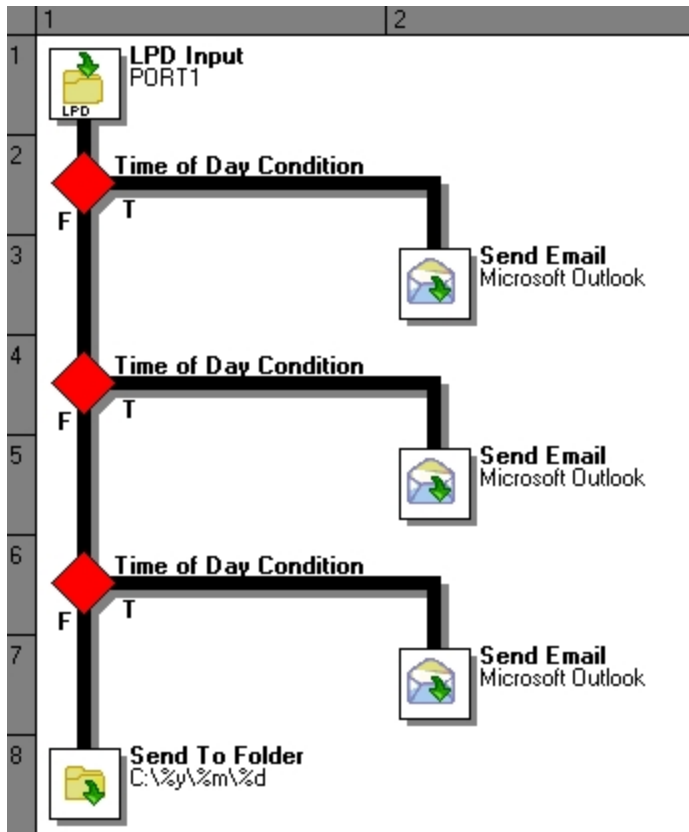 1 2
1
LPD Input
PORT1
LPD
2
Time of Day Condition
F T
3
Send Email
Microsoft Outlook
4
Time of Day Condition
F T
5
Send Email
Microsoft Outlook
6
Time of Day Condition
F T
7
Send Email
Microsoft Outlook
8
Send To Folder
C:\%y\%m\%d